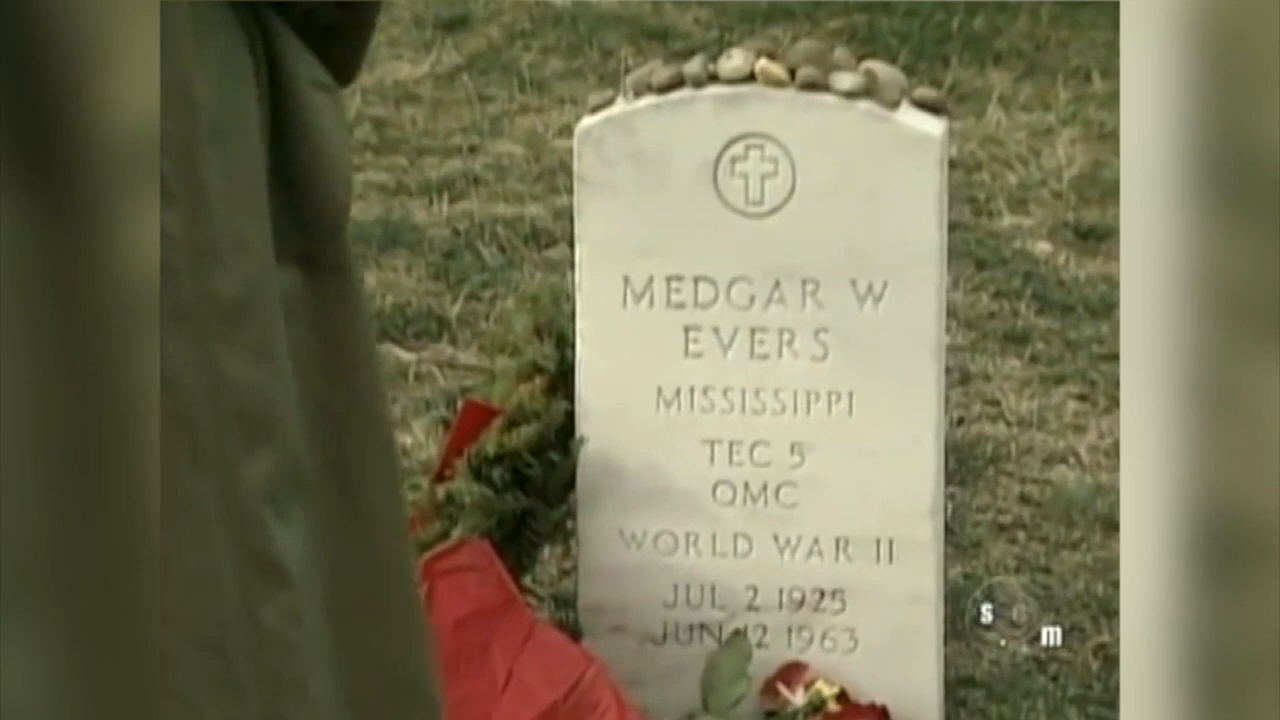 MEDGAR W
EVERS
MISSISSIPPI
TEC 5
QMC
WORLD WAR II
JUL 2 1925
JUN 12 1963
s m